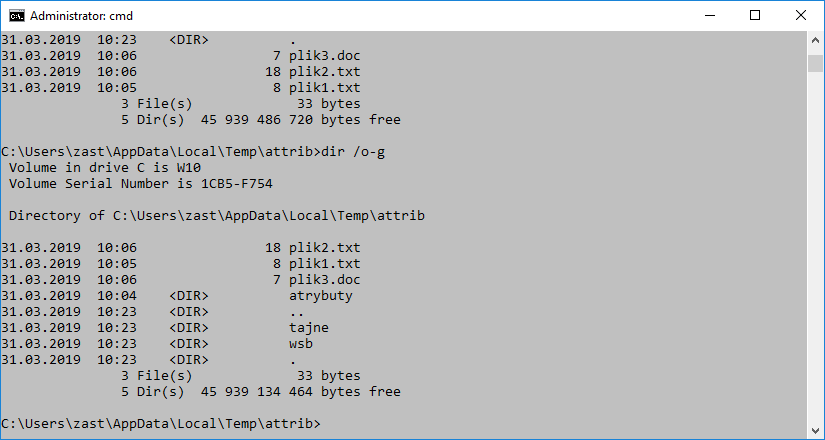 Administrator: cmd
31.03.2019  10:23    <DIR>          .
31.03.2019  10:06                 7 plik3.doc
31.03.2019  10:06                18 plik2.txt
31.03.2019  10:05                 8 plik1.txt
               3 File(s)             33 bytes
               5 Dir(s)  45 939 486 720 bytes free
C:\Users\zast\AppData\Local\Temp\attrib>dir /o-g
 Volume in drive C is W10
 Volume Serial Number is 1CB5-F754
 Directory of C:\Users\zast\AppData\Local\Temp\attrib
31.03.2019  10:06                18 plik2.txt
31.03.2019  10:05                 8 plik1.txt
31.03.2019  10:06                 7 plik3.doc
31.03.2019  10:04    <DIR>          atrybuty
31.03.2019  10:23    <DIR>          ..
31.03.2019  10:23    <DIR>          tajne
31.03.2019  10:23    <DIR>          wsb
31.03.2019  10:23    <DIR>          .
               3 File(s)             33 bytes
               5 Dir(s)  45 939 134 464 bytes free
C:\Users\zast\AppData\Local\Temp\attrib>